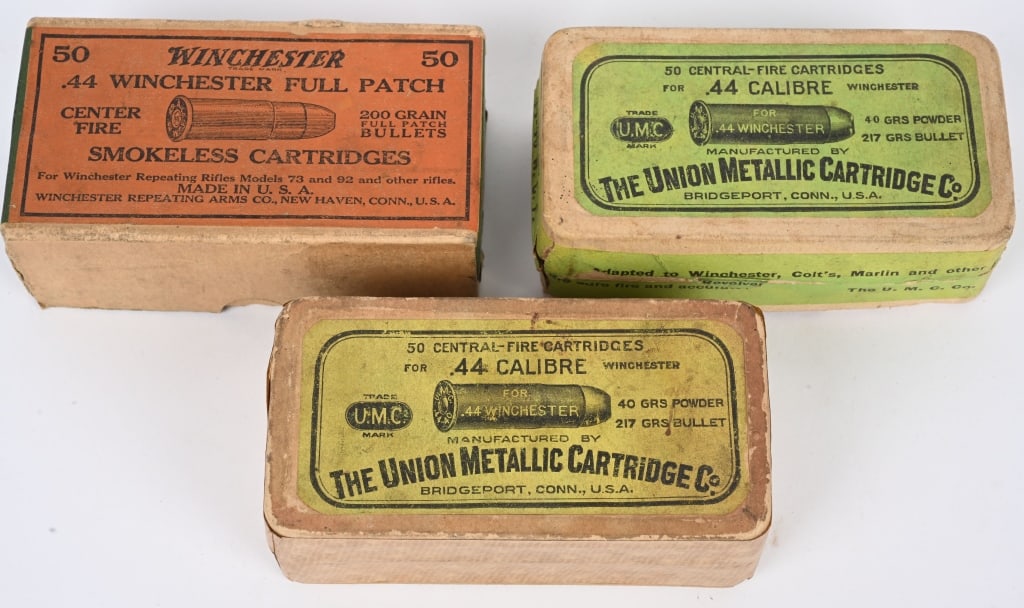 50 WINCHESTER 50
TRADE MARK
.44 WINCHESTER FULL PATCH
CENTER FIRE
200 GRAIN
FULL PATCH
BULLETS
SMOKELESS CARTRIDGES
For Winchester Repeating Rifles Models 73 and 92 and other rifles.
MADE IN U. S. A.
WINCHESTER REPEATING ARMS CO., NEW HAVEN, CONN., U.S.A.
50 CENTRAL-FIRE CARTRIDGES
FOR .44 CALIBRE WINCHESTER
TRADE
U.M.C.
MARK
FOR
.44 WINCHESTER
40 GRS POWDER
217 GRS BULLET
MANUFACTURED BY
THE UNION METALLIC CARTRIDGE Co.
BRIDGEPORT, CONN., U.S.A.
Adapted to Winchester, Colt's, Marlin and other
Revolver
sure fire and
The U. M. C. Co.
50 CENTRAL-FIRE CARTRIDGES
FOR .44 CALIBRE WINCHESTER
TRADE
U.M.C.
MARK
FOR
.44 WINCHESTER
40 GRS POWDER
217 GRS BULLET
MANUFACTURED BY
THE UNION METALLIC CARTRIDGE Co.
BRIDGEPORT, CONN., U.S.A.